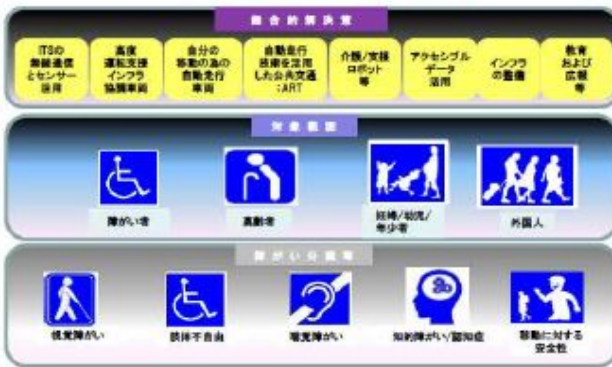 総合的解決策
ITSの
無線通信
とセンサー
活用
高度
運転支援
インフラ
協調車両
自分の
移動の為の
自動走行
車両
自動走行
技術を活用
した公共交通
:ART
介護/支援
ロボット
等
アクセシブル
データ
活用
インフラ
の整備
教育
および
広報
等
対象範囲
障がい者
高齢者
妊婦/幼児/
年少者
外国人
障がい分類等
視覚障がい
肢体不自由
聴覚障がい
知的障がい/認知症
移動に対する
安全性